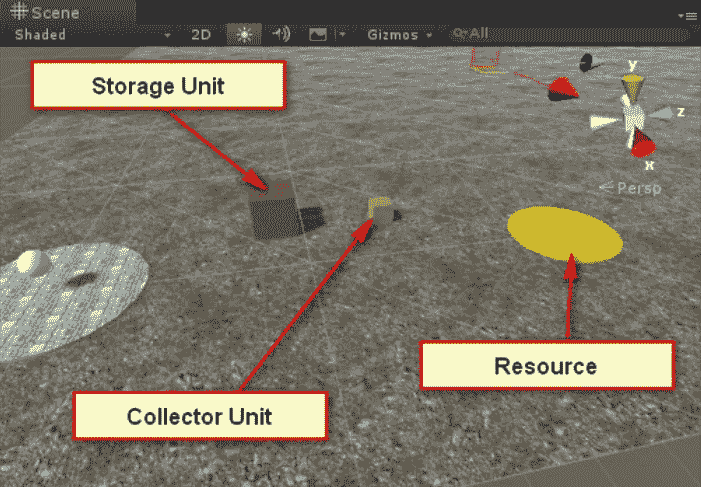 Scene
Shaded 2D Gizmos All
Storage Unit
y
z
x
Persp
Resource
Collector Unit